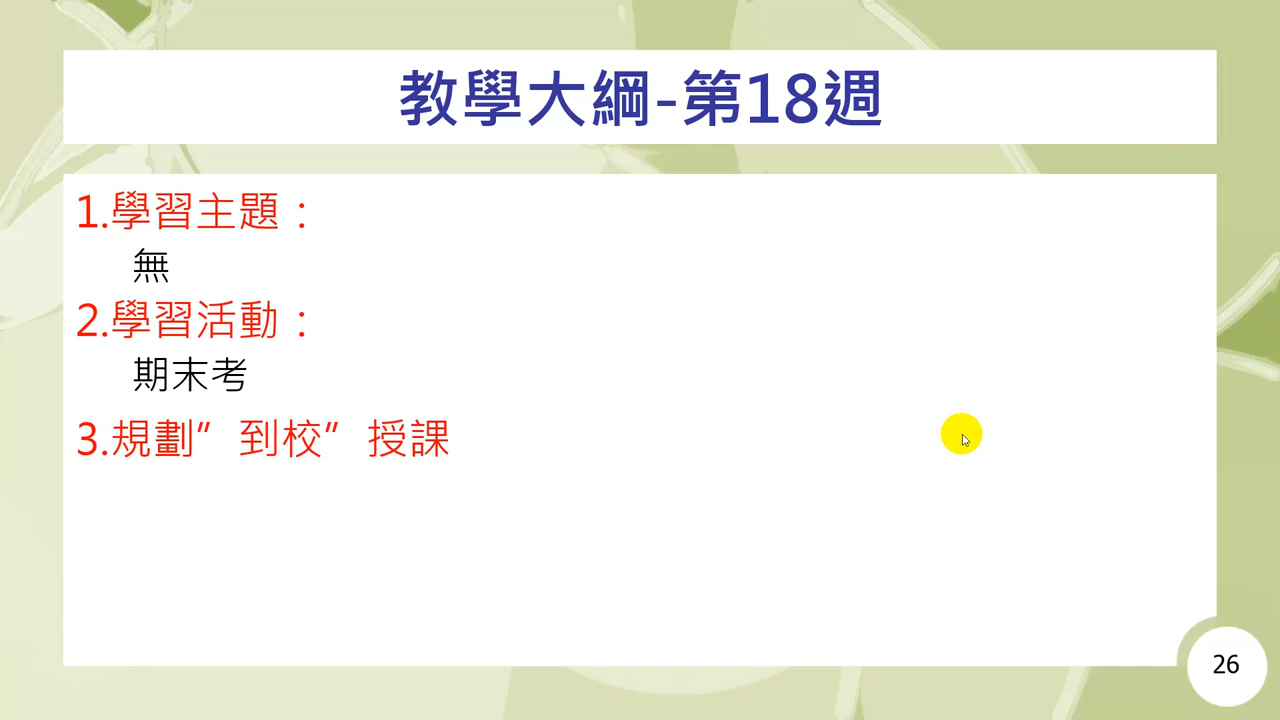 教學大綱-第18週
1.學習主題：
無
2.學習活動：
期末考
3.規劃”到校”授課
26